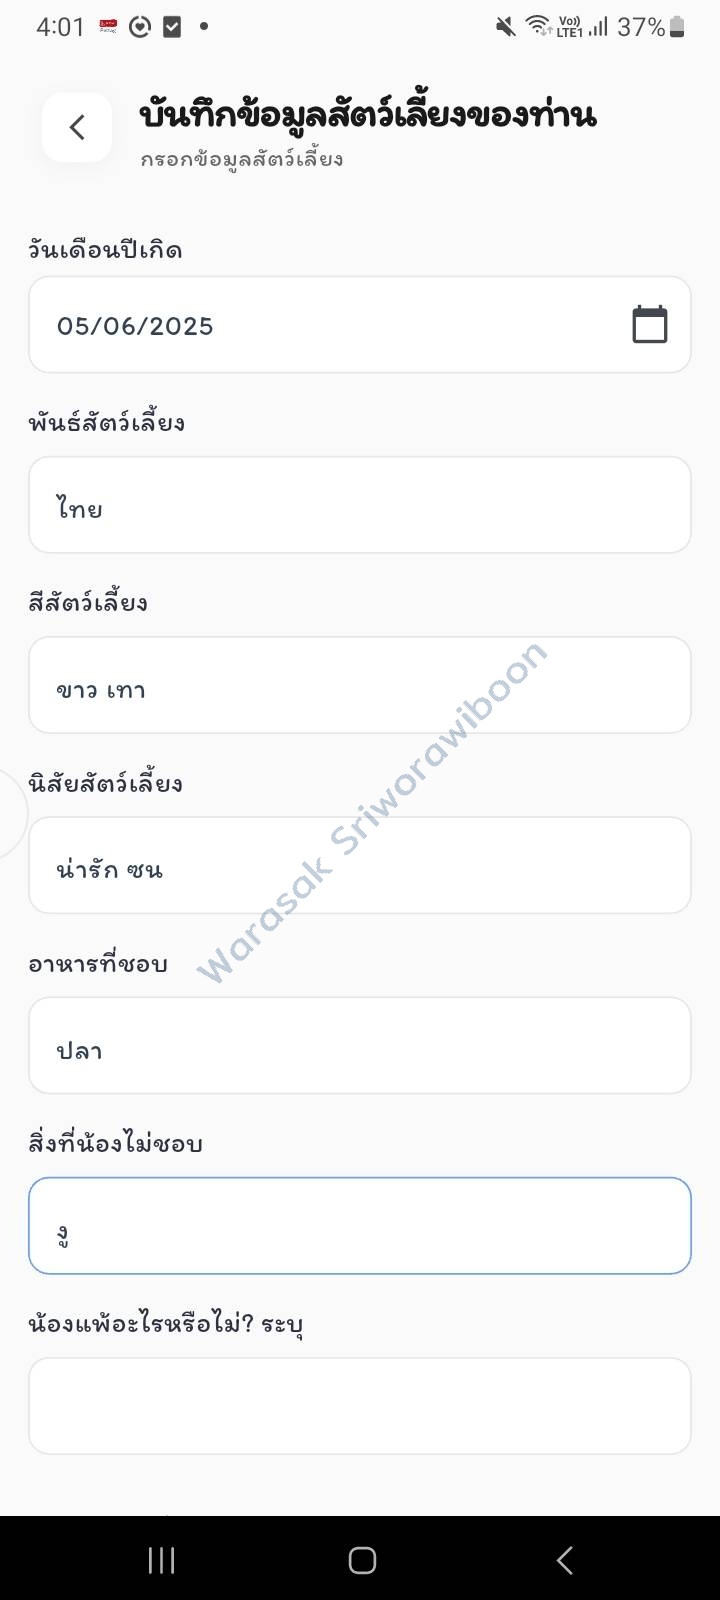 4:01
Vo))
LTE1
37%
บันทึกข้อมูลสัตว์เลี้ยงของท่าน
กรอกข้อมูลสัตว์เลี้ยง
วันเดือนปีเกิด
05/06/2025
พันธ์สัตว์เลี้ยง
ไทย
สีสัตว์เลี้ยง
ขาว เทา
นิสัยสัตว์เลี้ยง
น่ารัก ซน
อาหารที่ชอบ
ปลา
สิ่งที่น้องไม่ชอบ
งู
น้องแพ้อะไรหรือไม่? ระบุ
Warasak Sriworawiboon